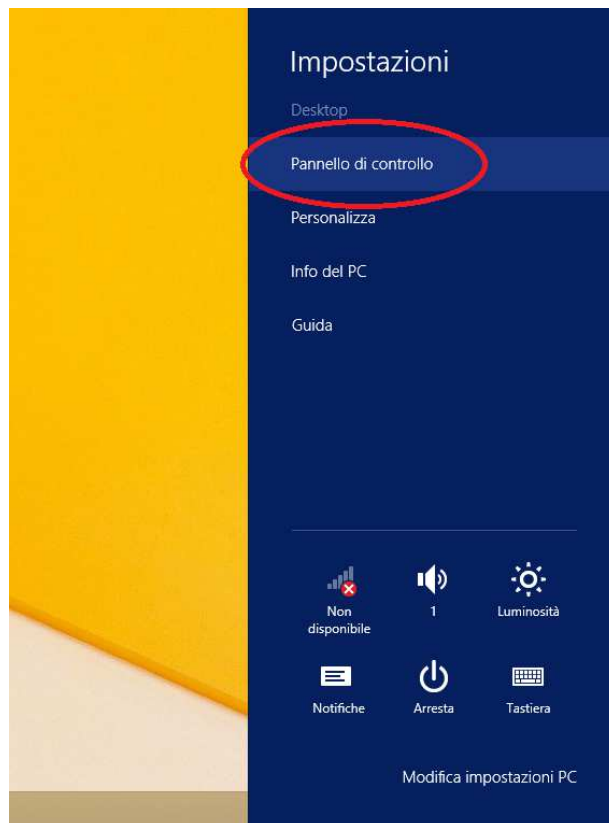 Impostazioni
Desktop
Pannello di controllo
Personalizza
Info del PC
Guida
Non
disponibile
1
Luminosità
Notifiche
Arresta
Tastiera
Modifica impostazioni PC